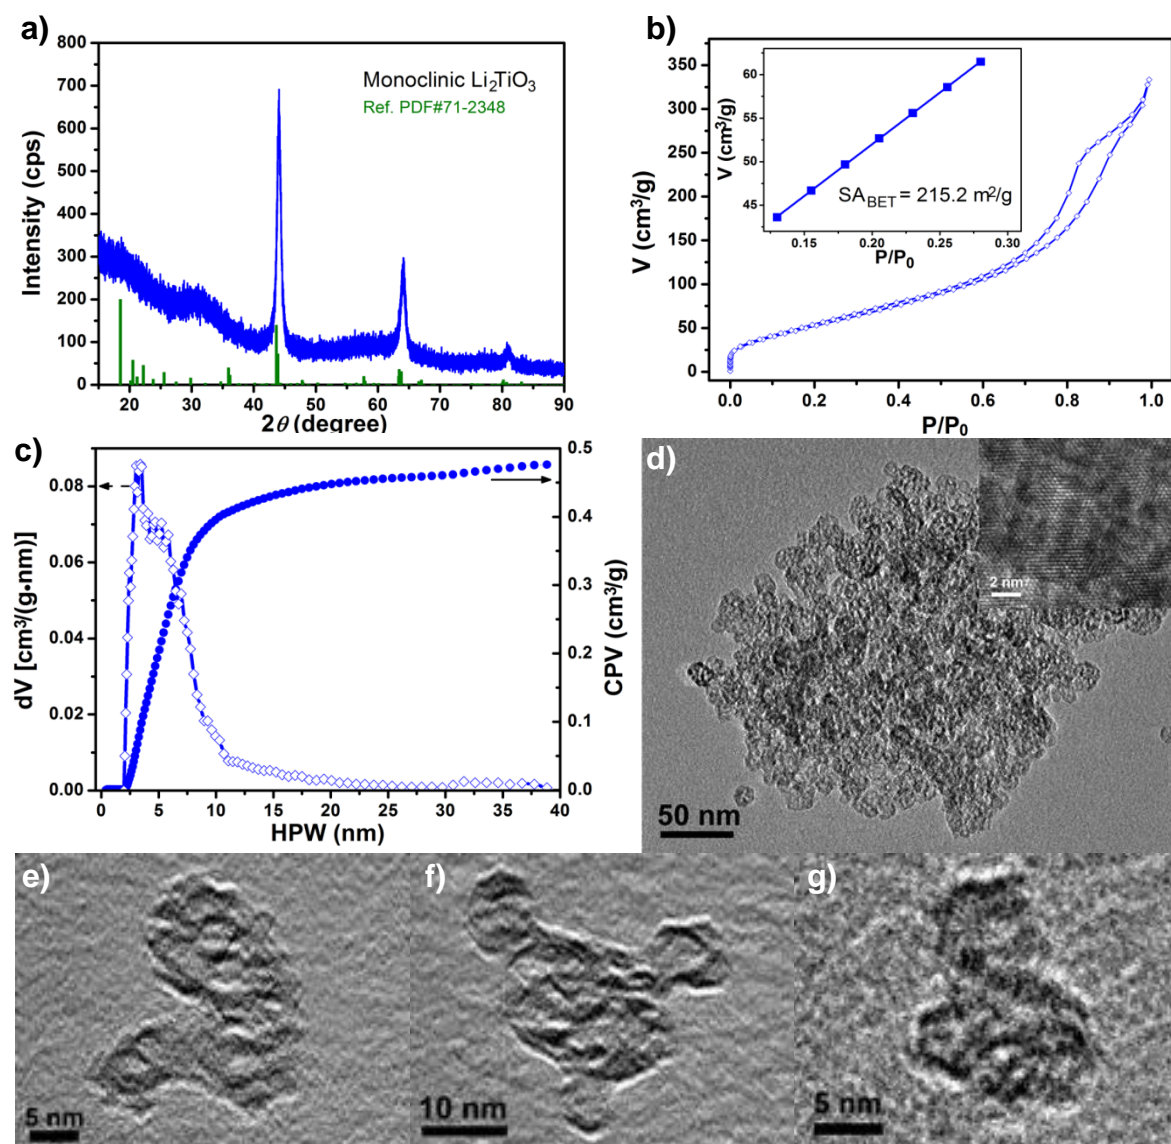 a)
800
700
600
500
400
300
200
100
0
Intensity (cps)
Monoclinic Li₂TiO₃
Ref. PDF#71-2348
20 30 40 50 60 70 80 90
2θ (degree)
b)
350
300
250
200
150
100
50
0
V (cm³/g)
60
55
50
45
V (cm³/g)
SA_BET = 215.2 m²/g
0.15 0.20 0.25 0.30
P/P₀
0.0 0.2 0.4 0.6 0.8 1.0
P/P₀
c)
0.08
0.06
0.04
0.02
0.00
dV [cm³/(g•nm)]
0.5
0.4
0.3
0.2
0.1
0.0
CPV (cm³/g)
0 5 10 15 20 25 30 35 40
HPW (nm)
d)
2 nm
50 nm
e)
5 nm
f)
10 nm
g)
5 nm